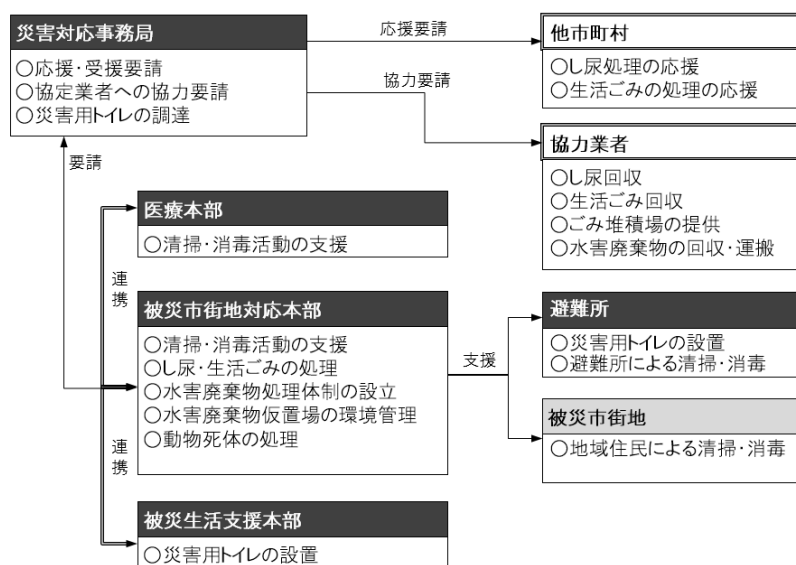 災害対応事務局
○応援・受援要請
○協定業者への協力要請
○災害用トイレの調達
応援要請
協力要請
他市町村
○し尿処理の応援
○生活ごみの処理の応援
協力業者
○し尿回収
○生活ごみ回収
○ごみ堆積場の提供
○水害廃棄物の回収・運搬
要請
医療本部
○清掃・消毒活動の支援
連携
被災市街地対応本部
○清掃・消毒活動の支援
○し尿・生活ごみの処理
○水害廃棄物処理体制の設立
○水害廃棄物仮置場の環境管理
○動物死体の処理
支援
避難所
○災害用トイレの設置
○避難所による清掃・消毒
被災市街地
○地域住民による清掃・消毒
連携
被災生活支援本部
○災害用トイレの設置